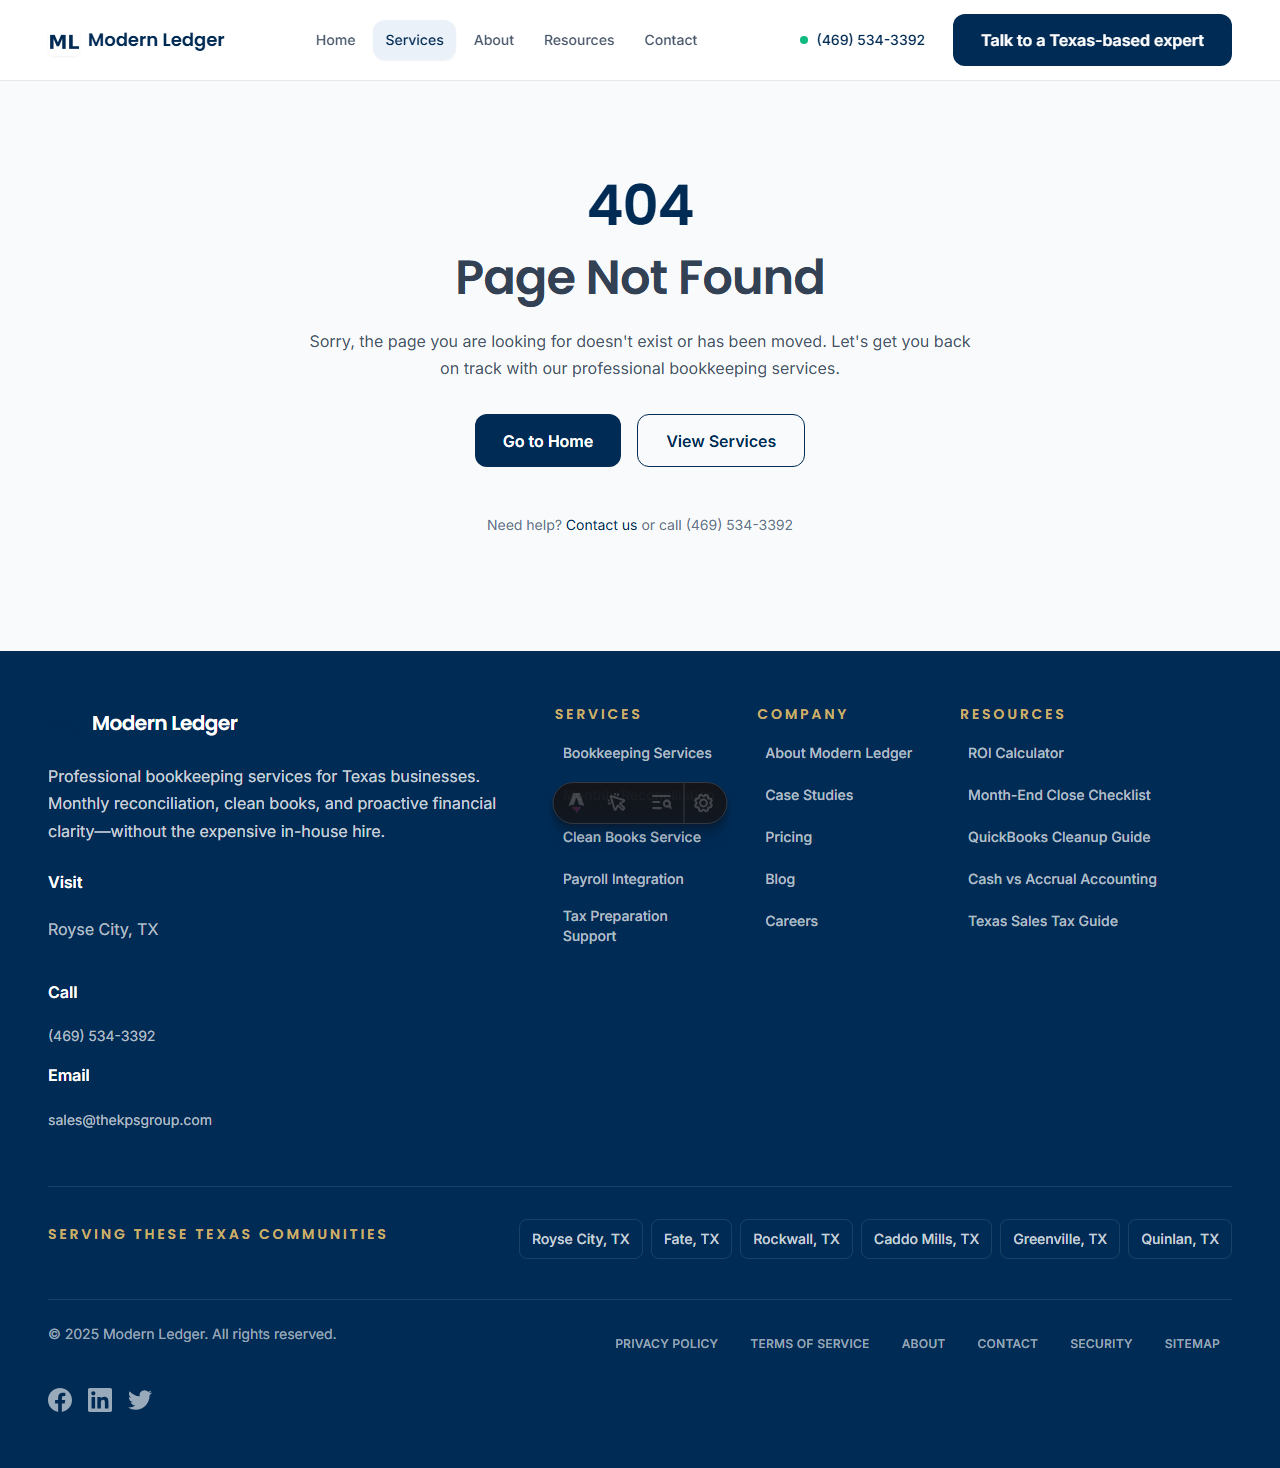 ML Modern Ledger
Home
Services
About
Resources
Contact
(469) 534-3392
Talk to a Texas-based expert
404
Page Not Found
Sorry, the page you are looking for doesn't exist or has been moved. Let's get you back
on track with our professional bookkeeping services.
Go to Home
View Services
Need help? Contact us or call (469) 534-3392
Modern Ledger
Professional bookkeeping services for Texas businesses.
Monthly reconciliation, clean books, and proactive financial
clarity—without the expensive in-house hire.
Visit
Royse City, TX
Call
(469) 534-3392
Email
sales@thekpsgroup.com
SERVICES
Bookkeeping Services
Clean Books Service
Payroll Integration
Tax Preparation
Support
COMPANY
About Modern Ledger
Case Studies
Pricing
Blog
Careers
RESOURCES
ROI Calculator
Month-End Close Checklist
QuickBooks Cleanup Guide
Cash vs Accrual Accounting
Texas Sales Tax Guide
SERVING THESE TEXAS COMMUNITIES
Royse City, TX
Fate, TX
Rockwall, TX
Caddo Mills, TX
Greenville, TX
Quinlan, TX
© 2025 Modern Ledger. All rights reserved.
PRIVACY POLICY
TERMS OF SERVICE
ABOUT
CONTACT
SECURITY
SITEMAP